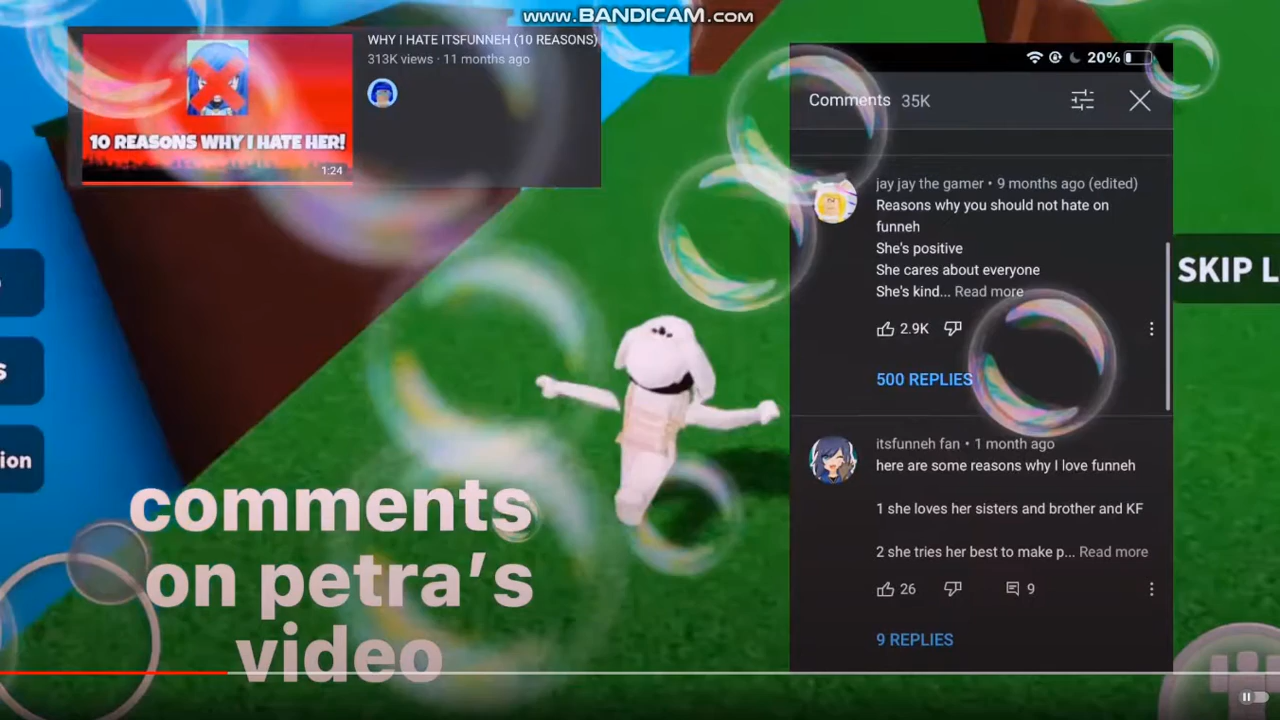 www.BANDICAM.com
WHY I HATE ITSFUNNEH (10 REASONS)
313K views · 11 months ago
10 REASONS WHY I HATE HER!
1:24
20%
Comments 35K
jay jay the gamer • 9 months ago (edited)
Reasons why you should not hate on
funneh
She's positive
She cares about everyone
She's kind... Read more
2.9K
500 REPLIES
itsfunneh fan • 1 month ago
here are some reasons why I love funneh
1 she loves her sisters and brother and KF
2 she tries her best to make p... Read more
26
9
9 REPLIES
SKIP L
ion
comments
on petra's
video